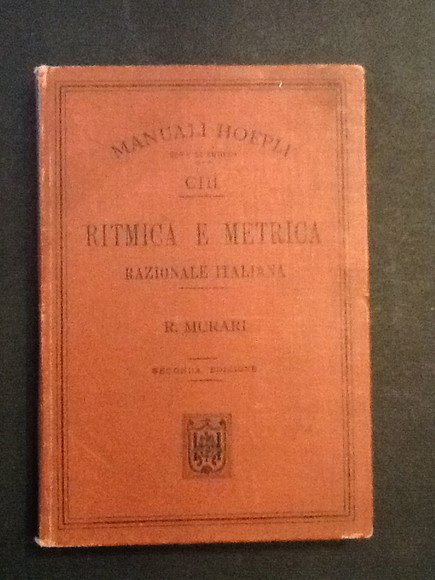 MANUALI HOEPLI
CIII
RITMICA E METRICA
RAZIONALE ITALIANA
R. MURARI
SECONDA EDIZIONE